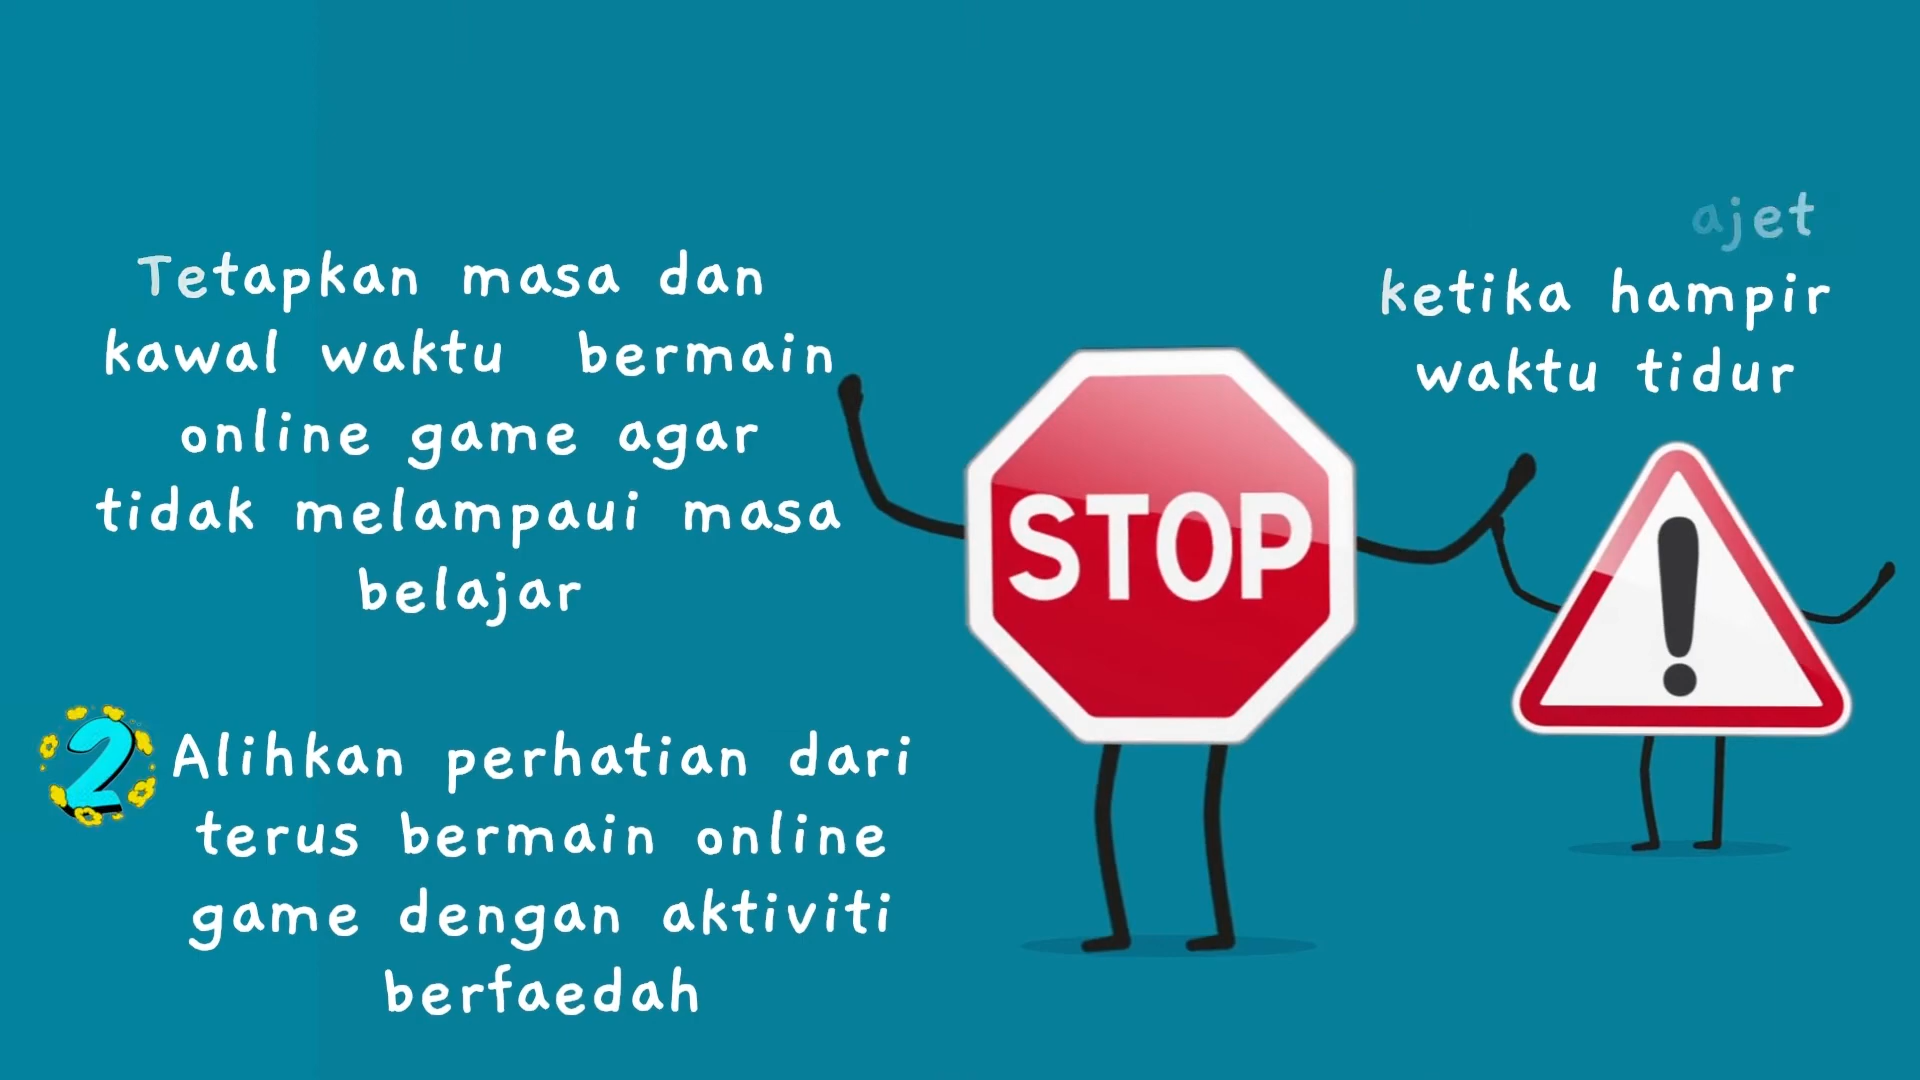 Tetapkan masa dan
kawal waktu bermain
online game agar
tidak melampaui masa
belajar
2
Alihkan perhatian dari
terus bermain online
game dengan aktiviti
berfaedah
STOP
ajet
ketika hampir
waktu tidur
!